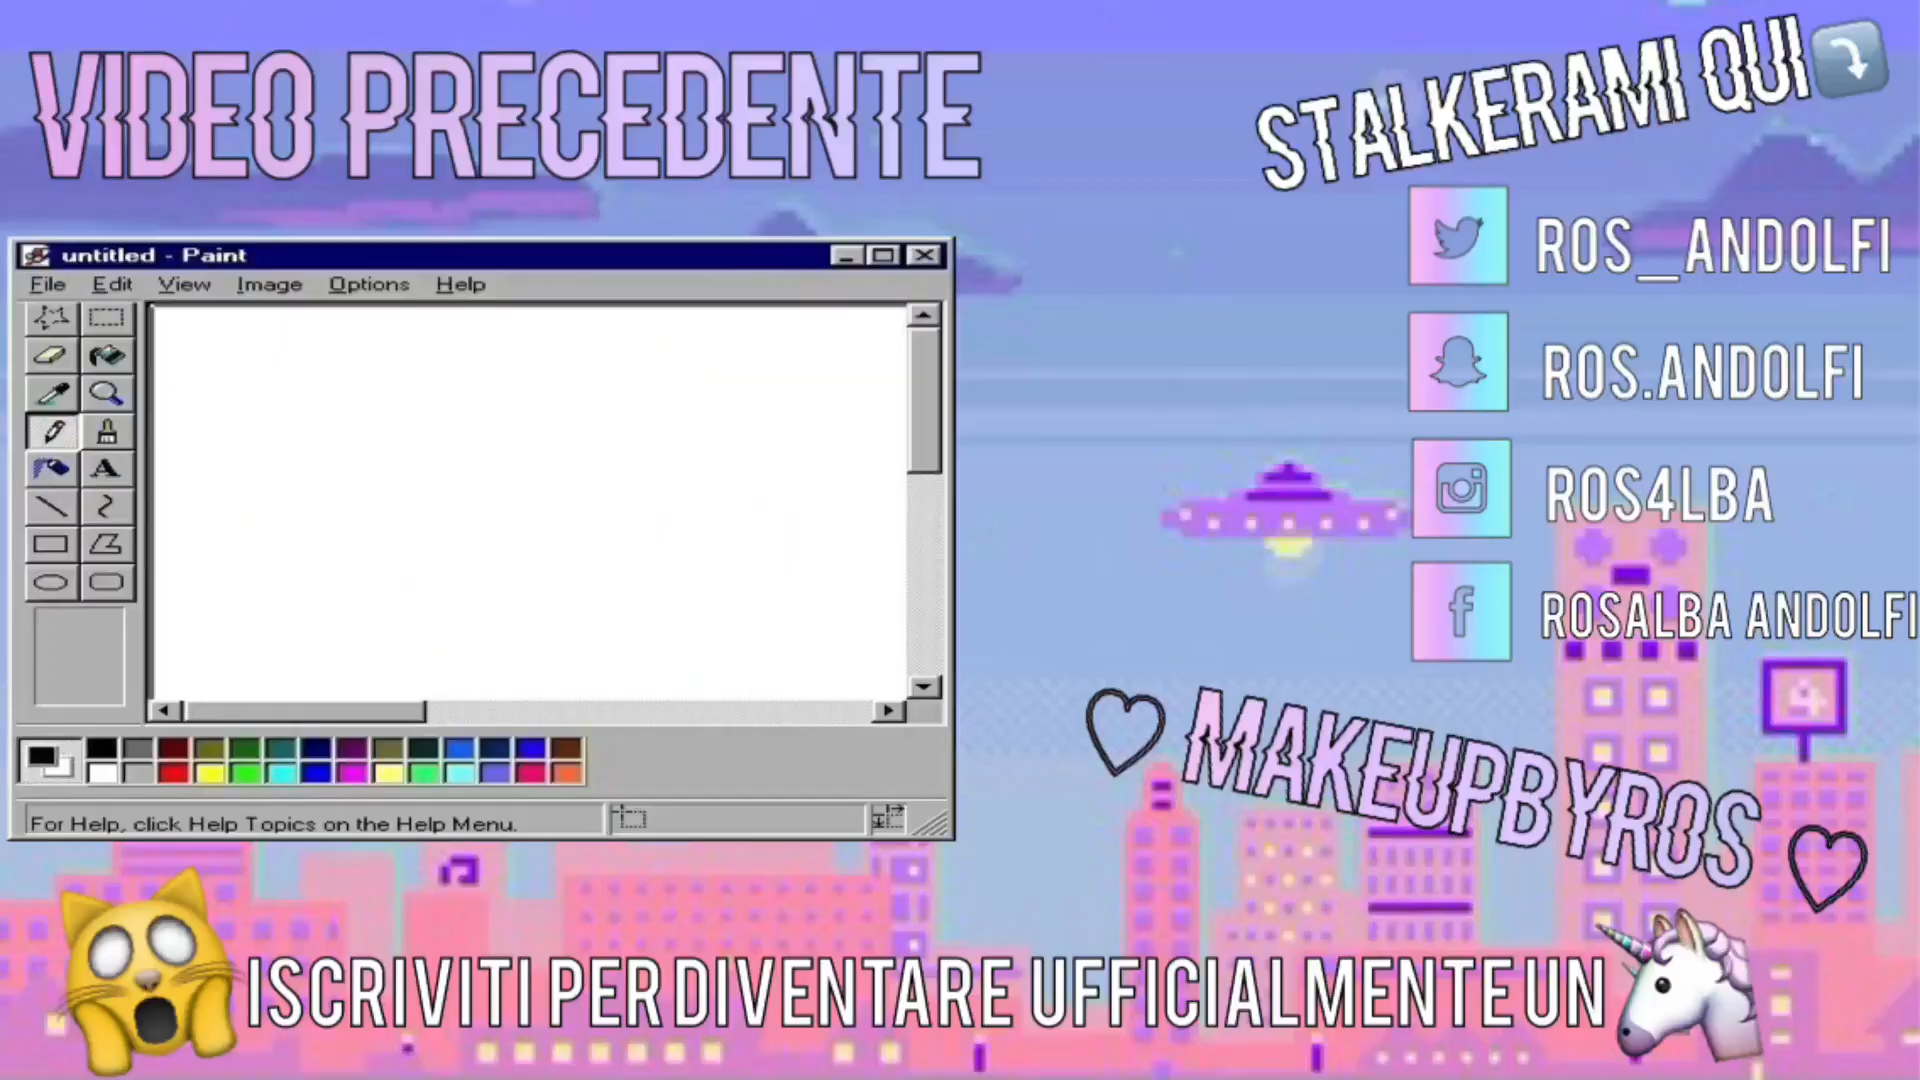 VIDEO PRECEDENTE
STALKERAMI QUI
ROS_ANDOLFI
ROS.ANDOLFI
ROS4LBA
ROSALBA ANDOLFI
untitled - Paint
File Edit View Image Options Help
A
For Help, click Help Topics on the Help Menu.
MAKEUPBYROS
ISCRIVITI PER DIVENTARE UFFICIALMENTE UN